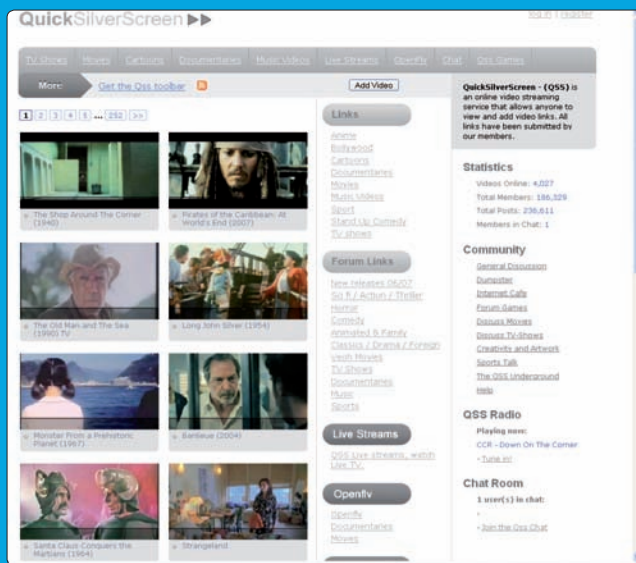 QuickSilverScreen
log in | register
TV Shows Movies Cartoons Documentaries Music Videos Live Streams Openflv Chat Qss Games
More: Get the Qss toolbar
Add Video
1 2 3 4 5 ... 252 >>
The Shop Around The Corner
(1940)
Pirates of the Caribbean: At
World's End (2007)
The Old Man and The Sea
(1990) TV
Long John Silver (1954)
Monster From a Prehistoric
Planet (1967)
Banlieue (2004)
Santa Claus Conquers the
Martians (1964)
Strangeland
Links
Anime
Bollywood
Cartoons
Documentaries
Movies
Music Videos
Sport
Stand Up Comedy
TV shows
Forum Links
New releases 06/07
Sci fi / Action / Thriller
Horror
Comedy
Animated & Family
Classics / Drama / Foreign
Veoh Movies
TV Shows
Documentaries
Music
Sports
Live Streams
QSS Live streams, watch
Live TV.
Openflv
Openflv
Documentaries
Movies
QuickSilverScreen - (QSS) is
an online video streaming
service that allows anyone to
view and add video links. All
links have been submitted by
our members.
Statistics
Videos Online: 4,027
Total Members: 186,329
Total Posts: 236,611
Members in Chat: 1
Community
General Discussion
Dumpster
Internet Cafe
Forum Games
Discuss Movies
Discuss TV-Shows
Creativity and Artwork
Sports Talk
The QSS Underground
Help
QSS Radio
Playing now:
CCR - Down On The Corner
- Tune in!
Chat Room
1 user(s) in chat:
-
- Join the Qss Chat